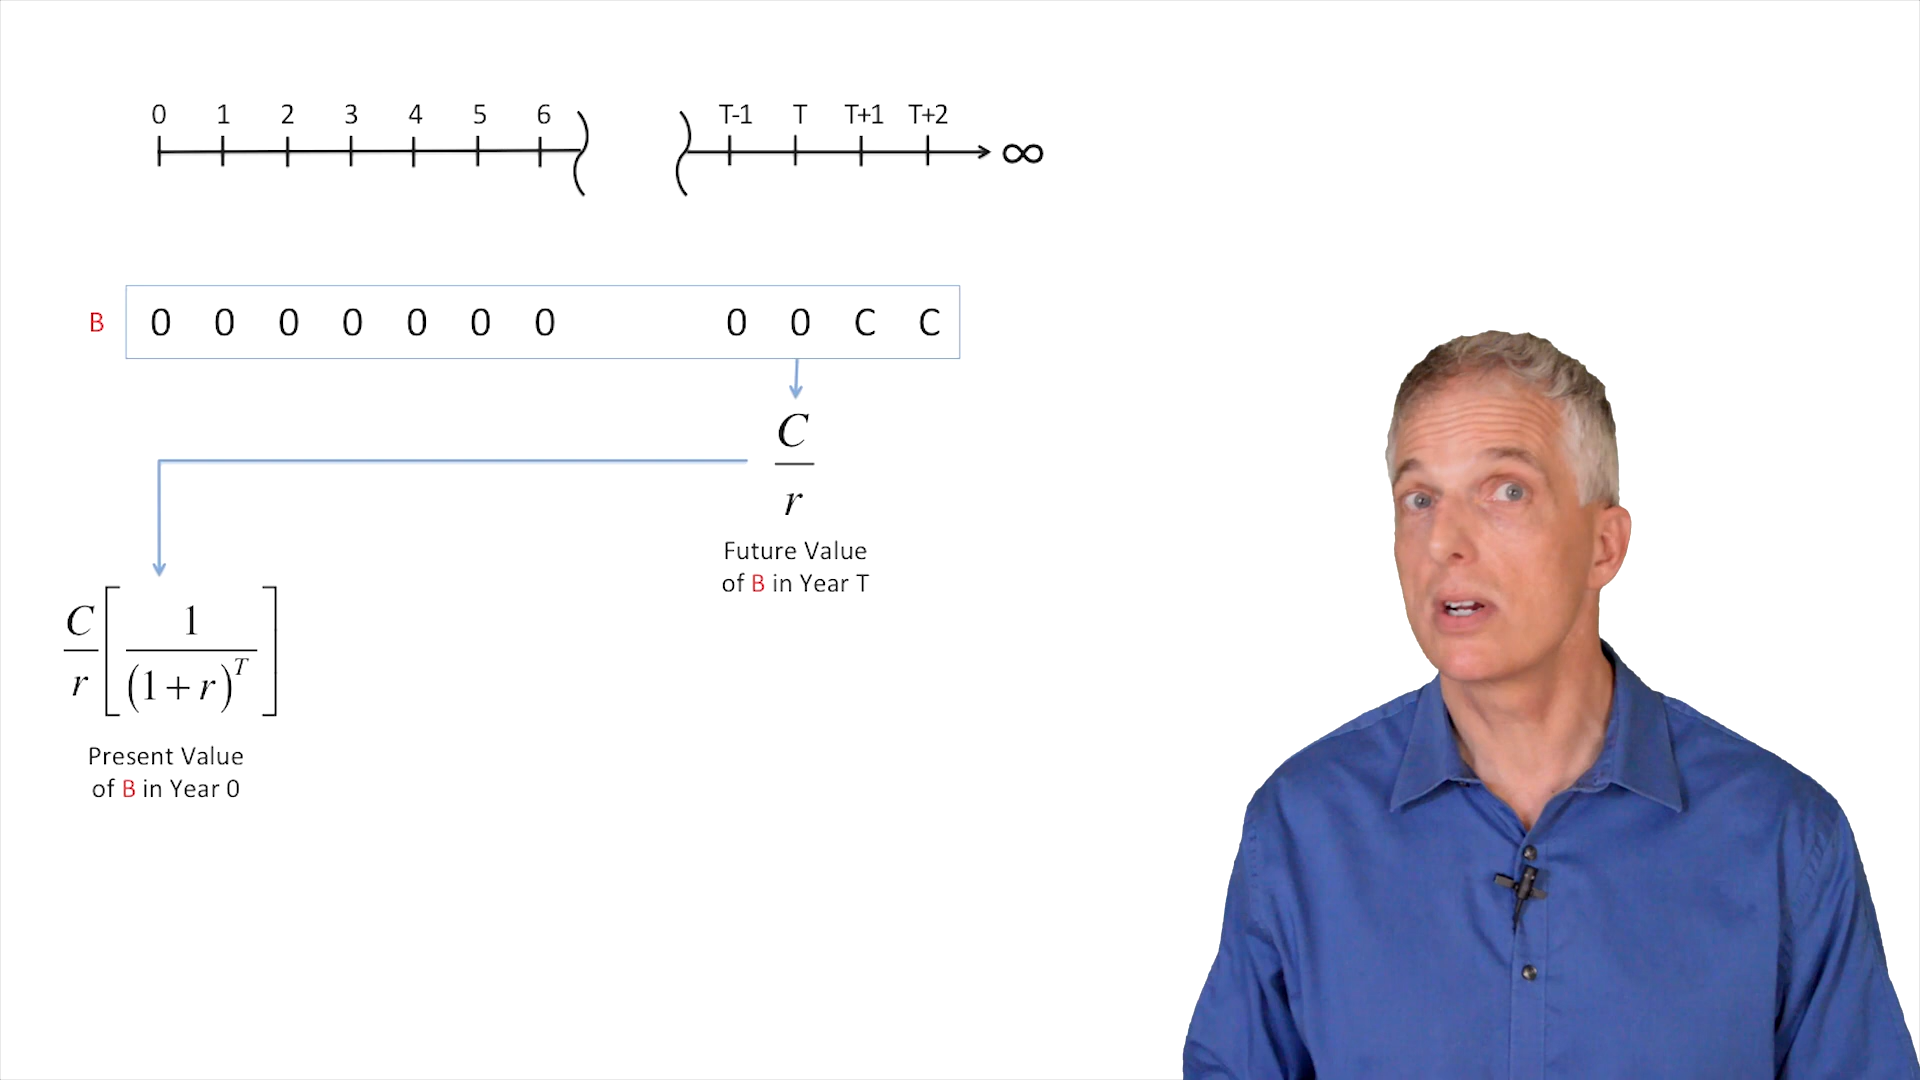 0 1 2 3 4 5 6 T-1 T T+1 T+2
∞
B 0 0 0 0 0 0 0 0 0 C C
C
r
Future Value
of B in Year T
C/r [1/(1+r)^T]
Present Value
of B in Year 0